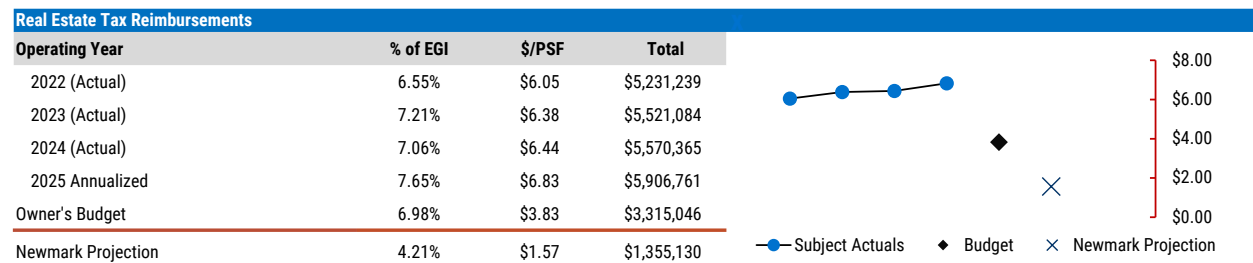 Real Estate Tax Reimbursements
Operating Year % of EGI $/PSF Total
2022 (Actual) 6.55% $6.05 $5,231,239
2023 (Actual) 7.21% $6.38 $5,521,084
2024 (Actual) 7.06% $6.44 $5,570,365
2025 Annualized 7.65% $6.83 $5,906,761
Owner's Budget 6.98% $3.83 $3,315,046
Newmark Projection 4.21% $1.57 $1,355,130
$8.00
$6.00
$4.00
$2.00
$0.00
Subject Actuals Budget Newmark Projection